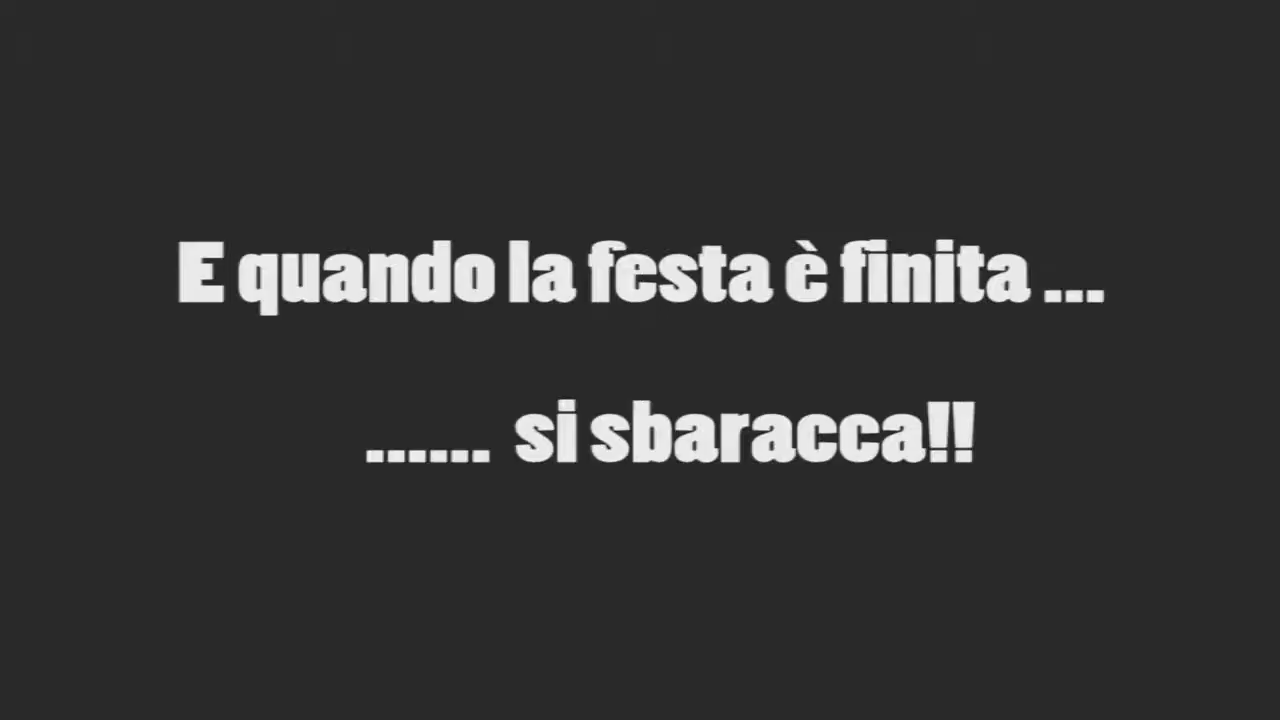 E quando la festa è finita ...
...... si sbaracca!!